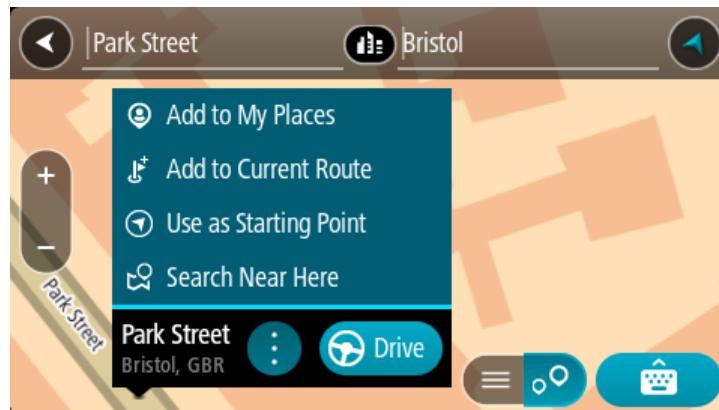 Park Street
Bristol
Add to My Places
Add to Current Route
Use as Starting Point
Search Near Here
Park Street
Park Street
Bristol, GBR
Drive